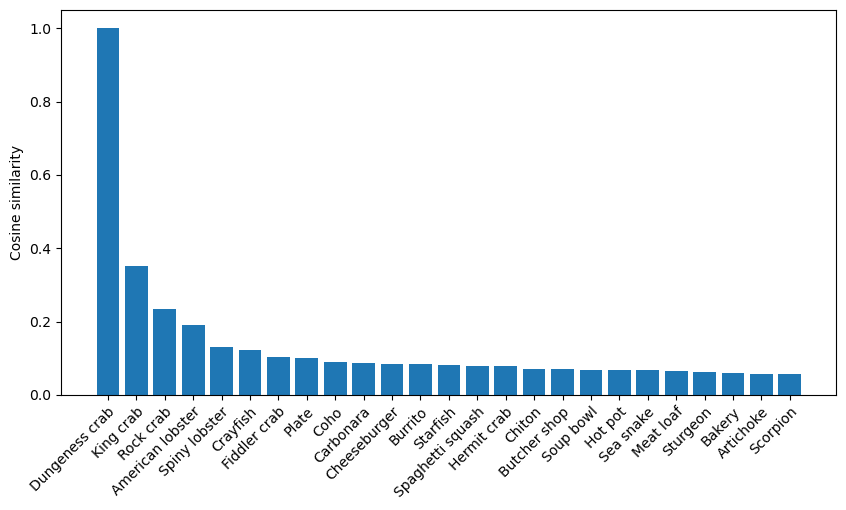 Cosine similarity
1.0
0.8
0.6
0.4
0.2
0.0
Dungeness crab
King crab
Rock crab
American lobster
Spiny lobster
Crayfish
Fiddler crab
Plate
Coho
Carbonara
Cheeseburger
Burrito
Starfish
Spaghetti squash
Hermit crab
Chiton
Butcher shop
Soup bowl
Hot pot
Sea snake
Meat loaf
Sturgeon
Bakery
Artichoke
Scorpion